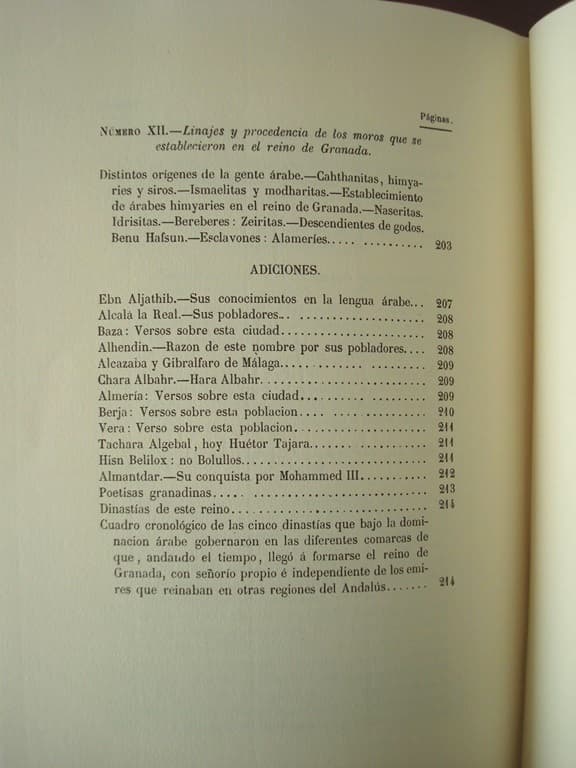 Páginas.
NÚMERO XII.—Linajes y procedencia de los moros que se
establecieron en el reino de Granada.
Distintos orígenes de la gente árabe.—Cahthanitas, himya-
ries y siros.—Ismaelitas y modharitas.—Establecimiento
de árabes himyaries en el reino de Granada.—Naseritas.
Idrisitas.—Bereberes: Zeiritas.—Descendientes de godos.
Benu Hafsun.—Esclavones: Alameríes.............. 203
ADICIONES.
Ebn Aljathib.—Sus conocimientos en la lengua árabe... 207
Alcalá la Real.—Sus pobladores.................. 208
Baza: Versos sobre esta ciudad.................. 208
Alhendin.—Razon de este nombre por sus pobladores.... 208
Alcazaba y Gibralfaro de Málaga.................. 209
Chara Albahr.—Hara Albahr.................. 209
Almería: Versos sobre esta ciudad.................. 209
Berja: Versos sobre esta poblacion.................. 210
Vera: Verso sobre esta poblacion.................. 211
Tachara Algebal, hoy Huétor Tajara.................. 211
Hisn Belilox: no Bolullos.................. 211
Almantdar.—Su conquista por Mohammed III.......... 212
Poetisas granadinas.................. 213
Dinastías de este reino.................. 214
Cuadro cronológico de las cinco dinastías que bajo la domi-
nacion árabe gobernaron en las diferentes comarcas de
que, andando el tiempo, llegó á formarse el reino de
Granada, con señorío propio é independiente de los emi-
res que reinaban en otras regiones del Andalús....... 214